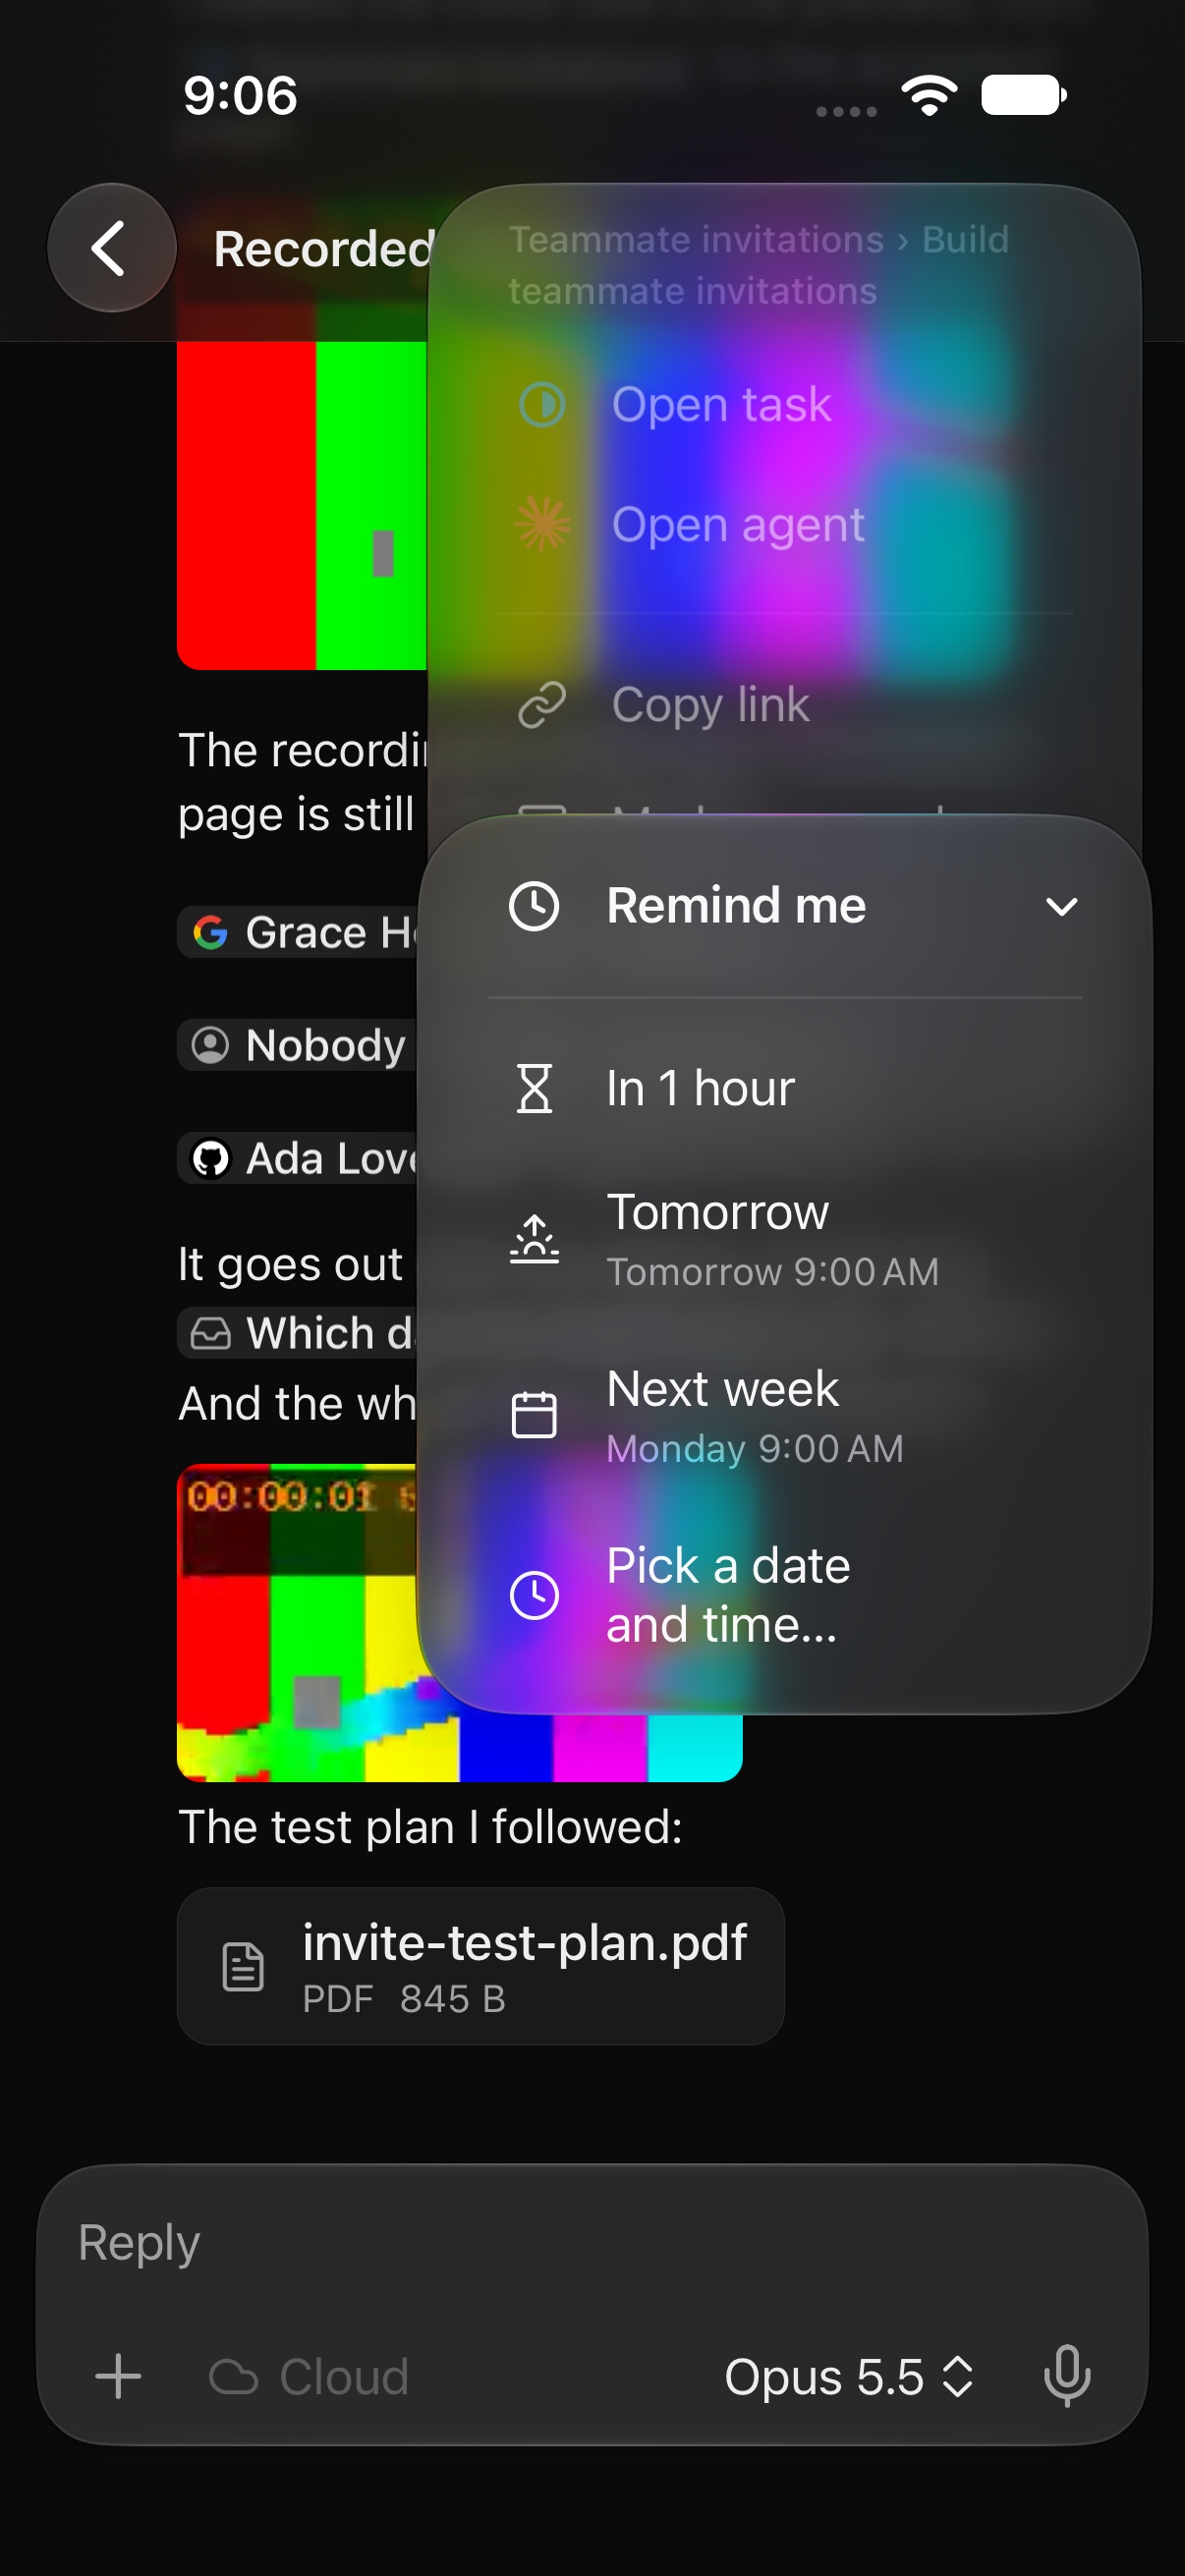 9:06
Recorded
Teammate invitations › Build
teammate invitations
Open task
Open agent
Copy link
Remind me
In 1 hour
Tomorrow
Tomorrow 9:00 AM
Next week
Monday 9:00 AM
Pick a date
and time...
The
page is still
Grace
Nobody
Ada
It goes out
Which
And the
00:00:01
The test plan I followed:
invite-test-plan.pdf
PDF 845 B
Reply
Cloud
Opus 5.5